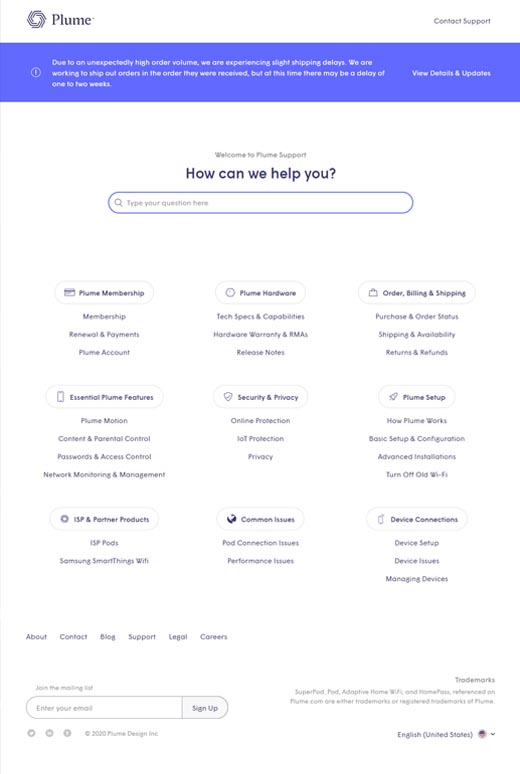 Plume
Contact Support
Due to an unexpectedly high order volume, we are experiencing slight shipping delays. We are
working to ship out orders in the order they were received, but at this time there may be a delay of
one to two weeks.
View Details & Updates
Welcome to Plume Support
How can we help you?
Type your question here
Plume Membership
Membership
Renewal & Payments
Plume Account
Plume Hardware
Tech Specs & Capabilities
Hardware Warranty & RMAs
Release Notes
Order, Billing & Shipping
Purchase & Order Status
Shipping & Availability
Returns & Refunds
Essential Plume Features
Plume Motion
Content & Parental Control
Passwords & Access Control
Network Monitoring & Management
Security & Privacy
Online Protection
IoT Protection
Privacy
Plume Setup
How Plume Works
Basic Setup & Configuration
Advanced Installations
Turn Off Old Wi-Fi
ISP & Partner Products
ISP Pods
Samsung SmartThings Wifi
Common Issues
Pod Connection Issues
Performance Issues
Device Connections
Device Setup
Device Issues
Managing Devices
About Contact Blog Support Legal Careers
Join the mailing list
Enter your email
Sign Up
© 2020 Plume Design Inc
Trademarks
SuperPod, Pod, Adaptive Home WiFi, and HomePass, referenced on
Plume.com are either trademarks or registered trademarks of Plume.
English (United States)